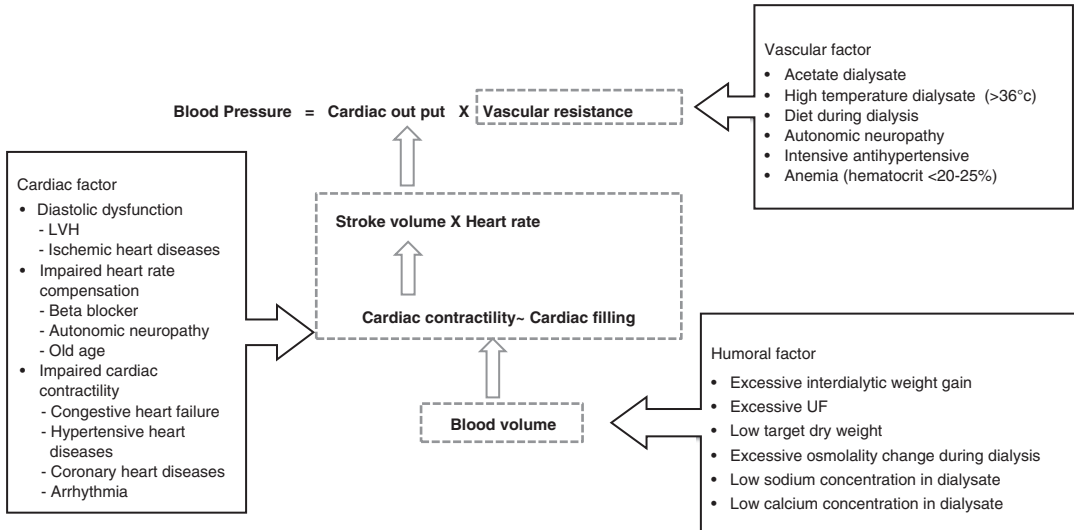 Vascular factor
• Acetate dialysate
• High temperature dialysate (>36°c)
• Diet during dialysis
• Autonomic neuropathy
• Intensive antihypertensive
• Anemia (hematocrit <20-25%)
Blood Pressure = Cardiac out put X Vascular resistance
Cardiac factor
• Diastolic dysfunction
- LVH
- Ischemic heart diseases
• Impaired heart rate
compensation
- Beta blocker
- Autonomic neuropathy
- Old age
• Impaired cardiac
contractility
- Congestive heart failure
- Hypertensive heart
diseases
- Coronary heart diseases
- Arrhythmia
Stroke volume X Heart rate
Cardiac contractility~ Cardiac filling
Blood volume
Humoral factor
• Excessive interdialytic weight gain
• Excessive UF
• Low target dry weight
• Excessive osmolality change during dialysis
• Low sodium concentration in dialysate
• Low calcium concentration in dialysate